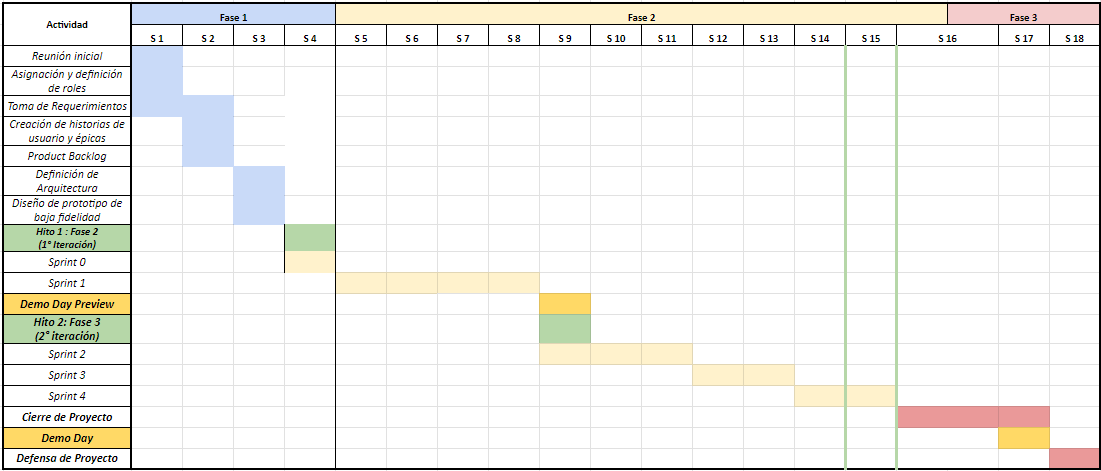 Actividad
Fase 1
Fase 2
Fase 3
S 1
S 2
S 3
S 4
S 5
S 6
S 7
S 8
S 9
S 10
S 11
S 12
S 13
S 14
S 15
S 16
S 17
S 18
Reunión inicial
Asignación y definición
de roles
Toma de Requerimientos
Creación de historias de
usuario y épicas
Product Backlog
Definición de
Arquitectura
Diseño de prototipo de
baja fidelidad
Hito 1 : Fase 2
(1º Iteración)
Sprint 0
Sprint 1
Demo Day Preview
Hito 2: Fase 3
(2° iteración)
Sprint 2
Sprint 3
Sprint 4
Cierre de Proyecto
Demo Day
Defensa de Proyecto